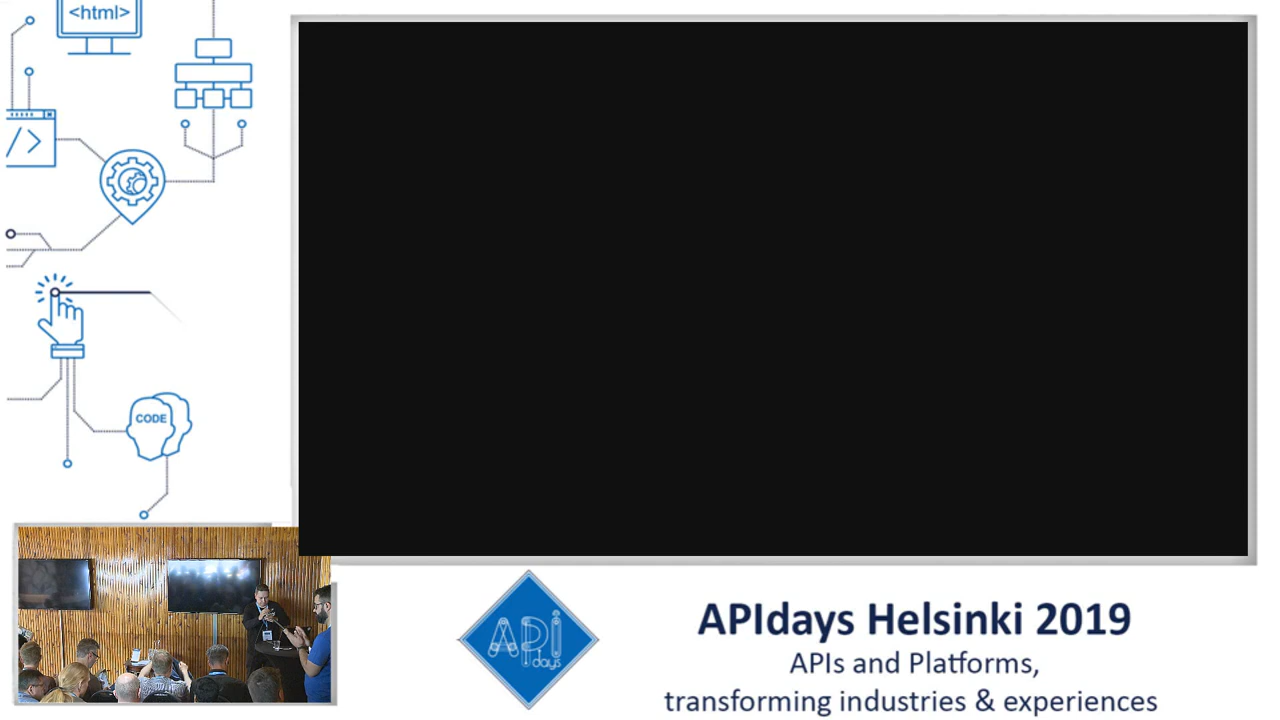 <html>
</>
CODE
API
days
APIdays Helsinki 2019
APIs and Platforms,
transforming industries & experiences